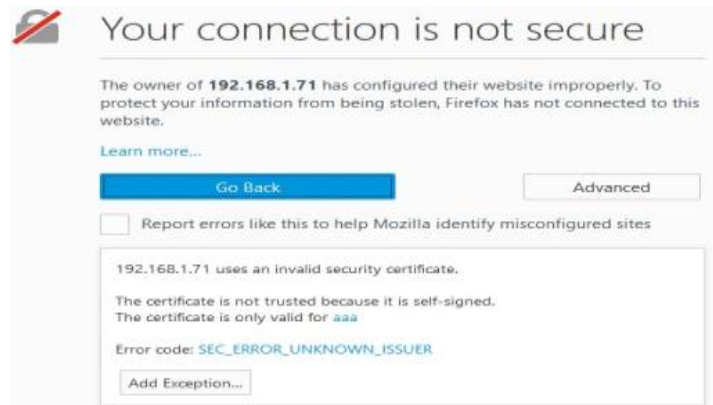 Your connection is not secure
The owner of 192.168.1.71 has configured their website improperly. To
protect your information from being stolen, Firefox has not connected to this
website.
Learn more...
Go Back
Advanced
Report errors like this to help Mozilla identify misconfigured sites
192.168.1.71 uses an invalid security certificate.
The certificate is not trusted because it is self-signed.
The certificate is only valid for aaa
Error code: SEC_ERROR_UNKNOWN_ISSUER
Add Exception...